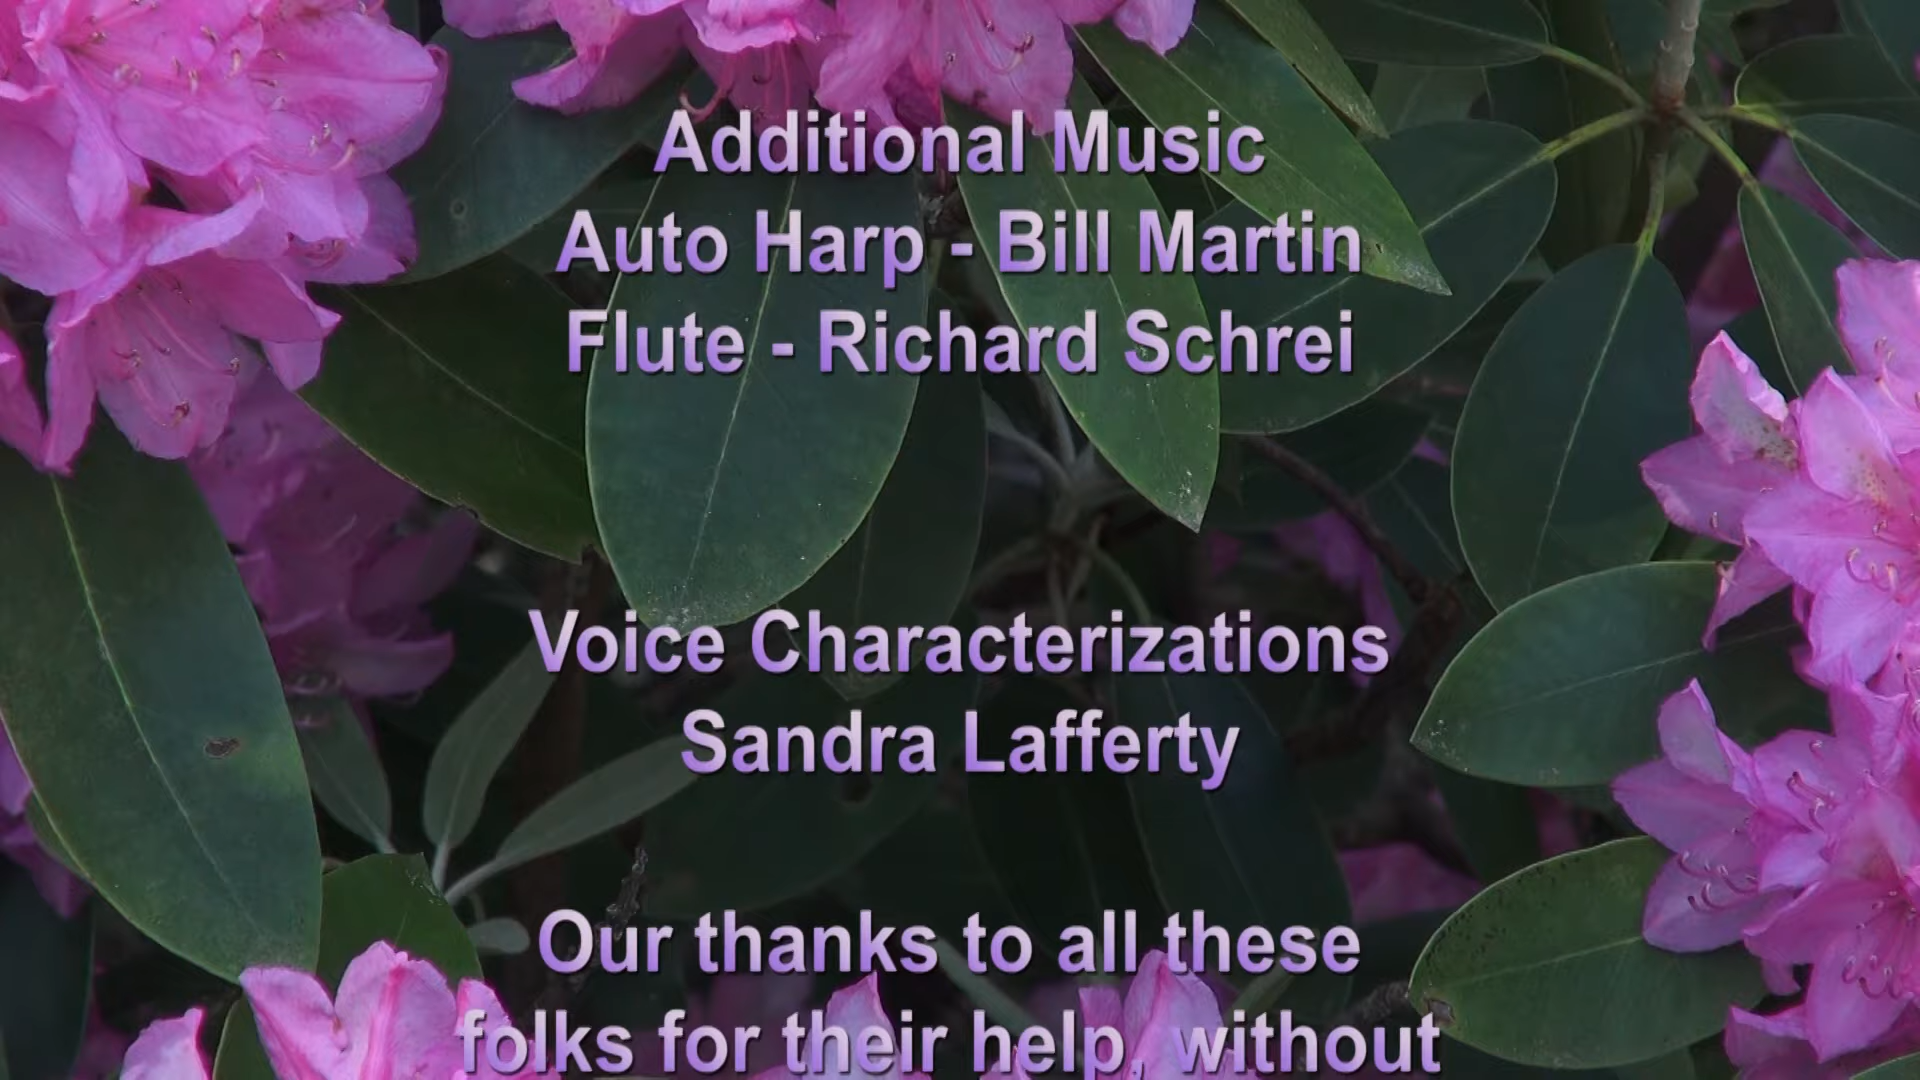 Additional Music
Auto Harp - Bill Martin
Flute - Richard Schrei
Voice Characterizations
Sandra Lafferty
Our thanks to all these
folks for their help, without